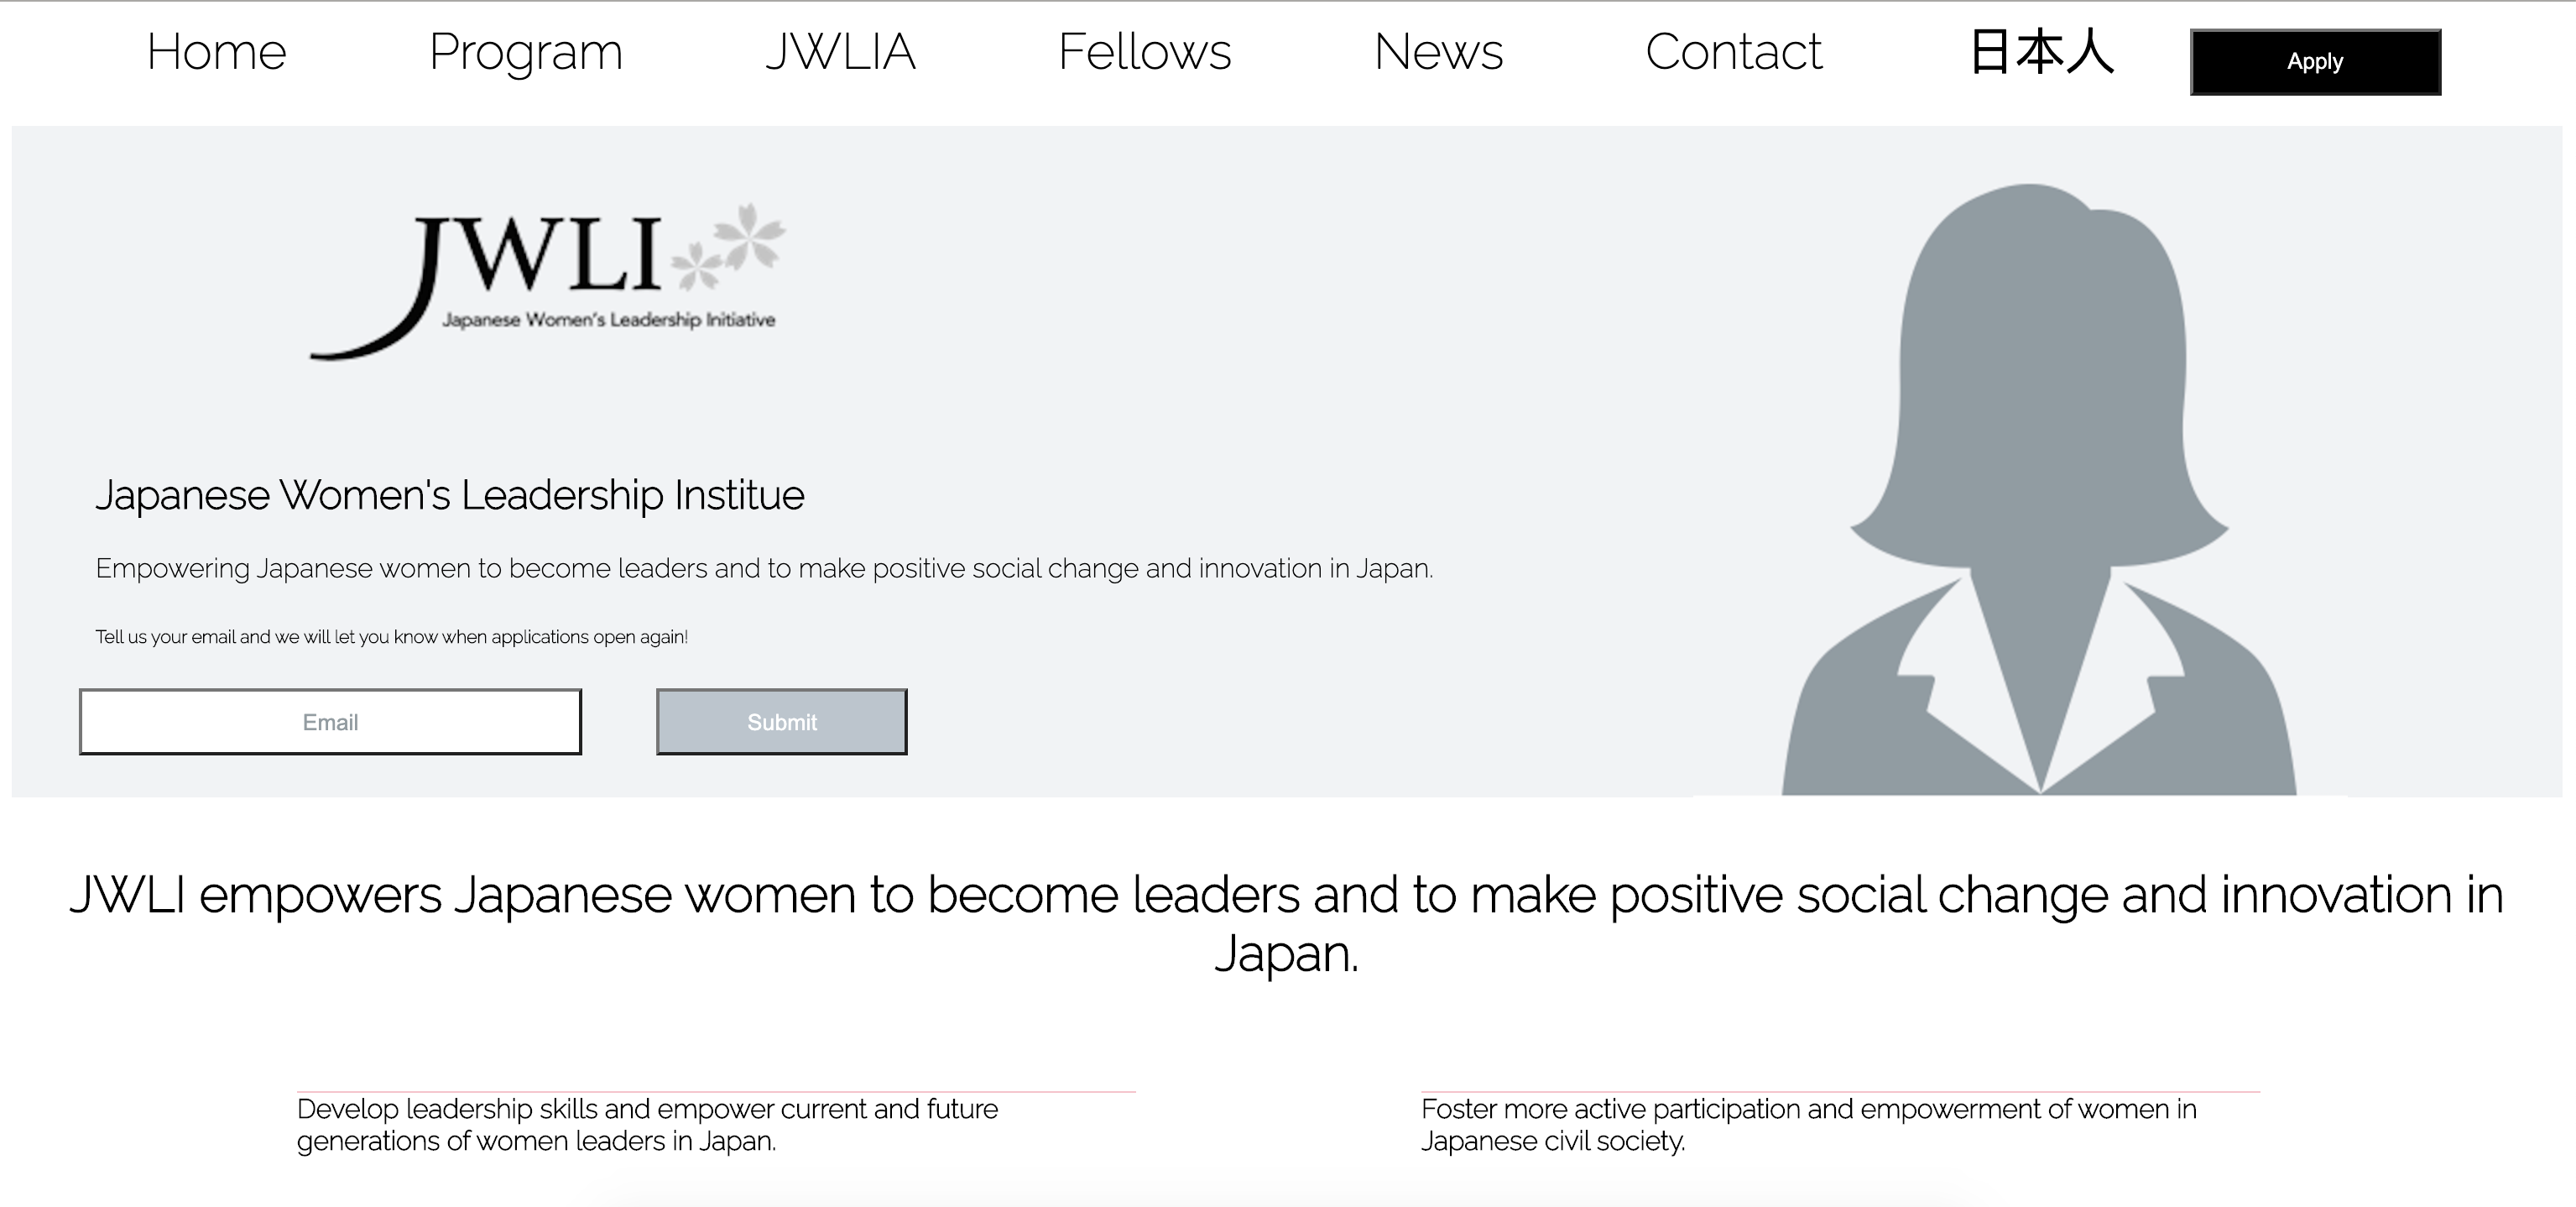 Home Program JWLIA Fellows News Contact 日本人 Apply
JWLI
Japanese Women's Leadership Initiative
Japanese Women's Leadership Institue
Empowering Japanese women to become leaders and to make positive social change and innovation in Japan.
Tell us your email and we will let you know when applications open again!
Email Submit
JWLI empowers Japanese women to become leaders and to make positive social change and innovation in
Japan.
Develop leadership skills and empower current and future
generations of women leaders in Japan.
Foster more active participation and empowerment of women in
Japanese civil society.